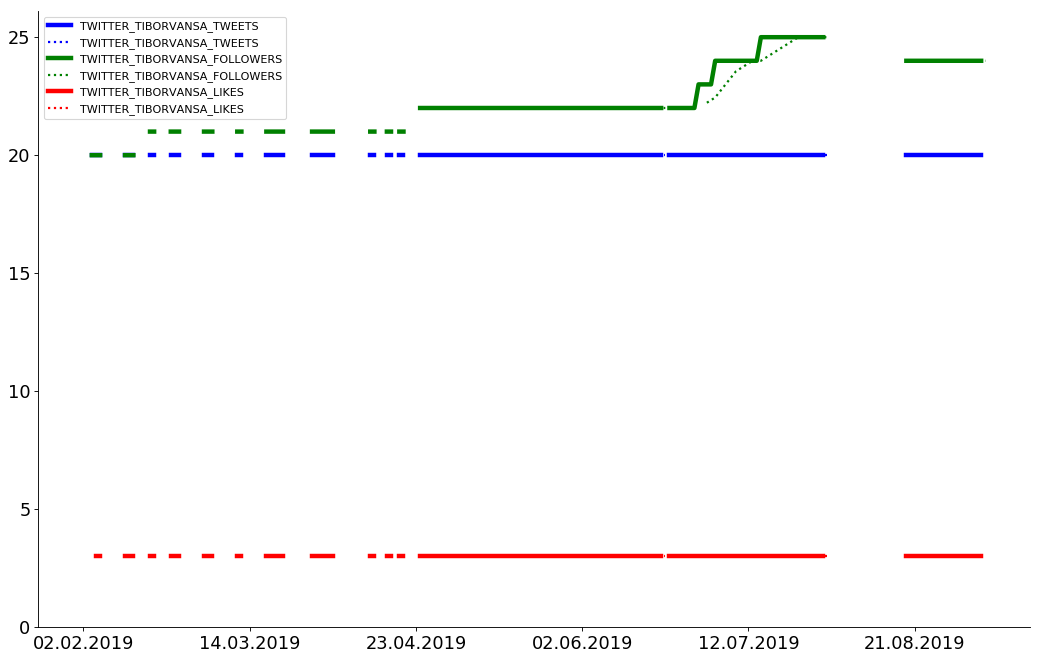 TWITTER_TIBORVANSA_TWEETS
TWITTER_TIBORVANSA_TWEETS
TWITTER_TIBORVANSA_FOLLOWERS
TWITTER_TIBORVANSA_FOLLOWERS
TWITTER_TIBORVANSA_LIKES
TWITTER_TIBORVANSA_LIKES
25
20
15
10
5
0
02.02.2019 14.03.2019 23.04.2019 02.06.2019 12.07.2019 21.08.2019